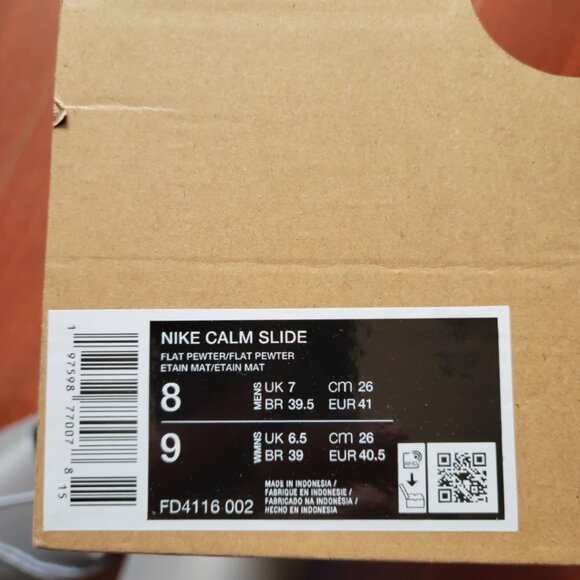 NIKE CALM SLIDE
FLAT PEWTER/FLAT PEWTER
ETAIN MAT/ETAIN MAT
8 MENS UK 7 cm 26
BR 39.5 EUR 41
9 WMNS UK 6.5 cm 26
BR 39 EUR 40.5
MADE IN INDONESIA/
FABRIQUE EN INDONESIE/
FABRICADO NA INDONÉSIA/
HECHO EN INDONESIA
FD4116 002
1 97598 77007 8 15